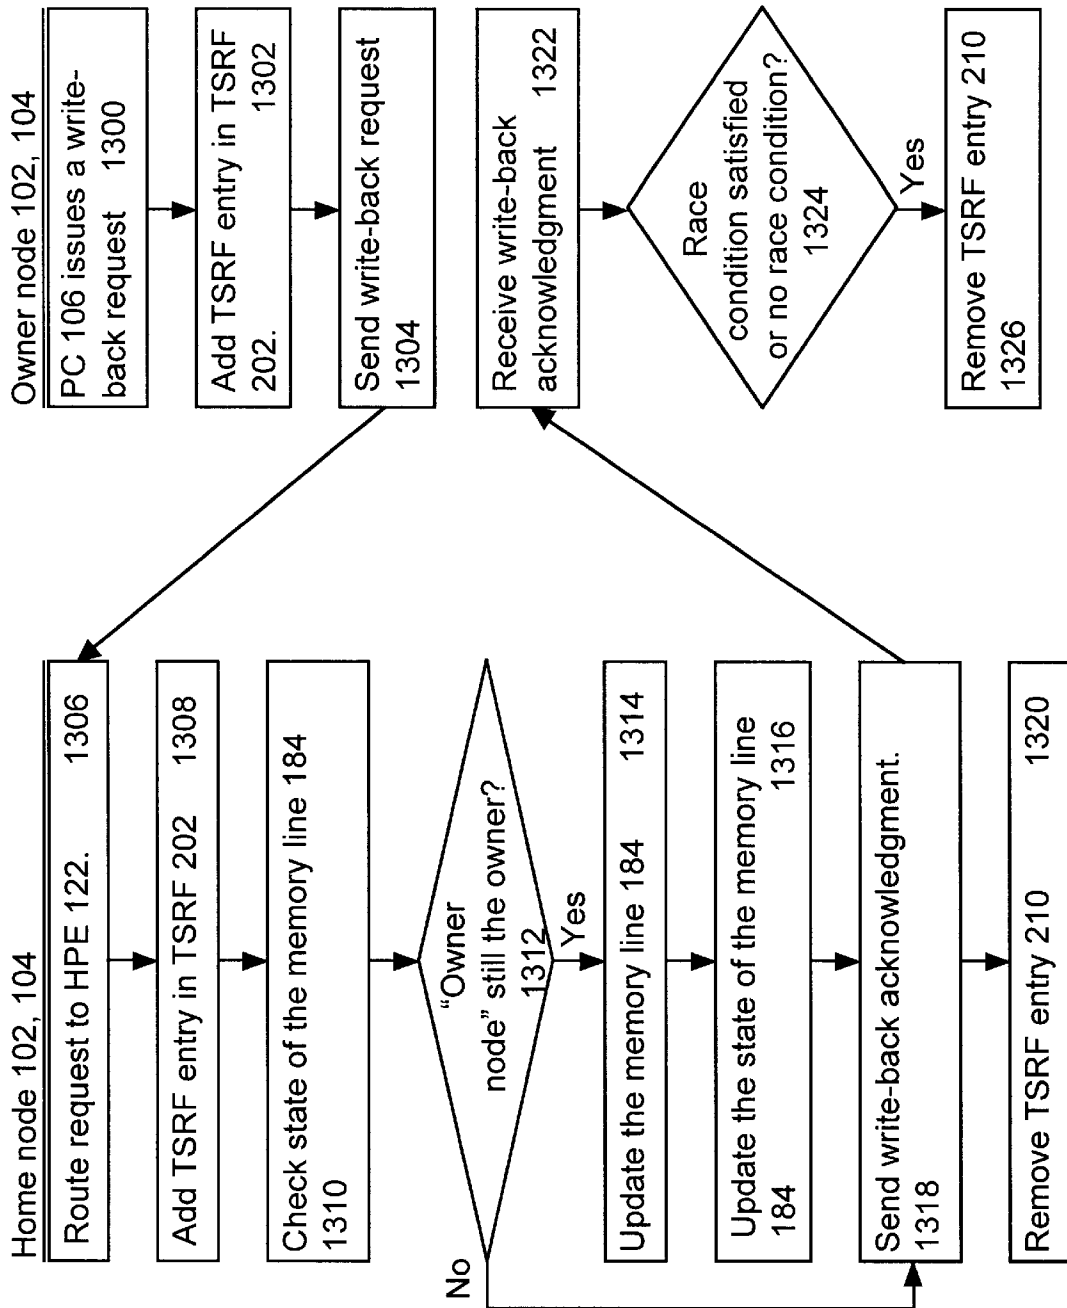 Home node 102, 104
Route request to HPE 122. 1306
Add TSRF entry in TSRF 202 1308
Check state of the memory line 184
1310
“Owner
node” still the owner?
1312
No
Yes
Update the memory line 184 1314
Update the state of the memory line
184 1316
Send write-back acknowledgment.
1318
Remove TSRF entry 210 1320
Owner node 102, 104
PC 106 issues a write-
back request 1300
Add TSRF entry in TSRF
202. 1302
Send write-back request
1304
Receive write-back
acknowledgment 1322
Race
condition satisfied
or no race condition?
1324
Yes
Remove TSRF entry 210
1326